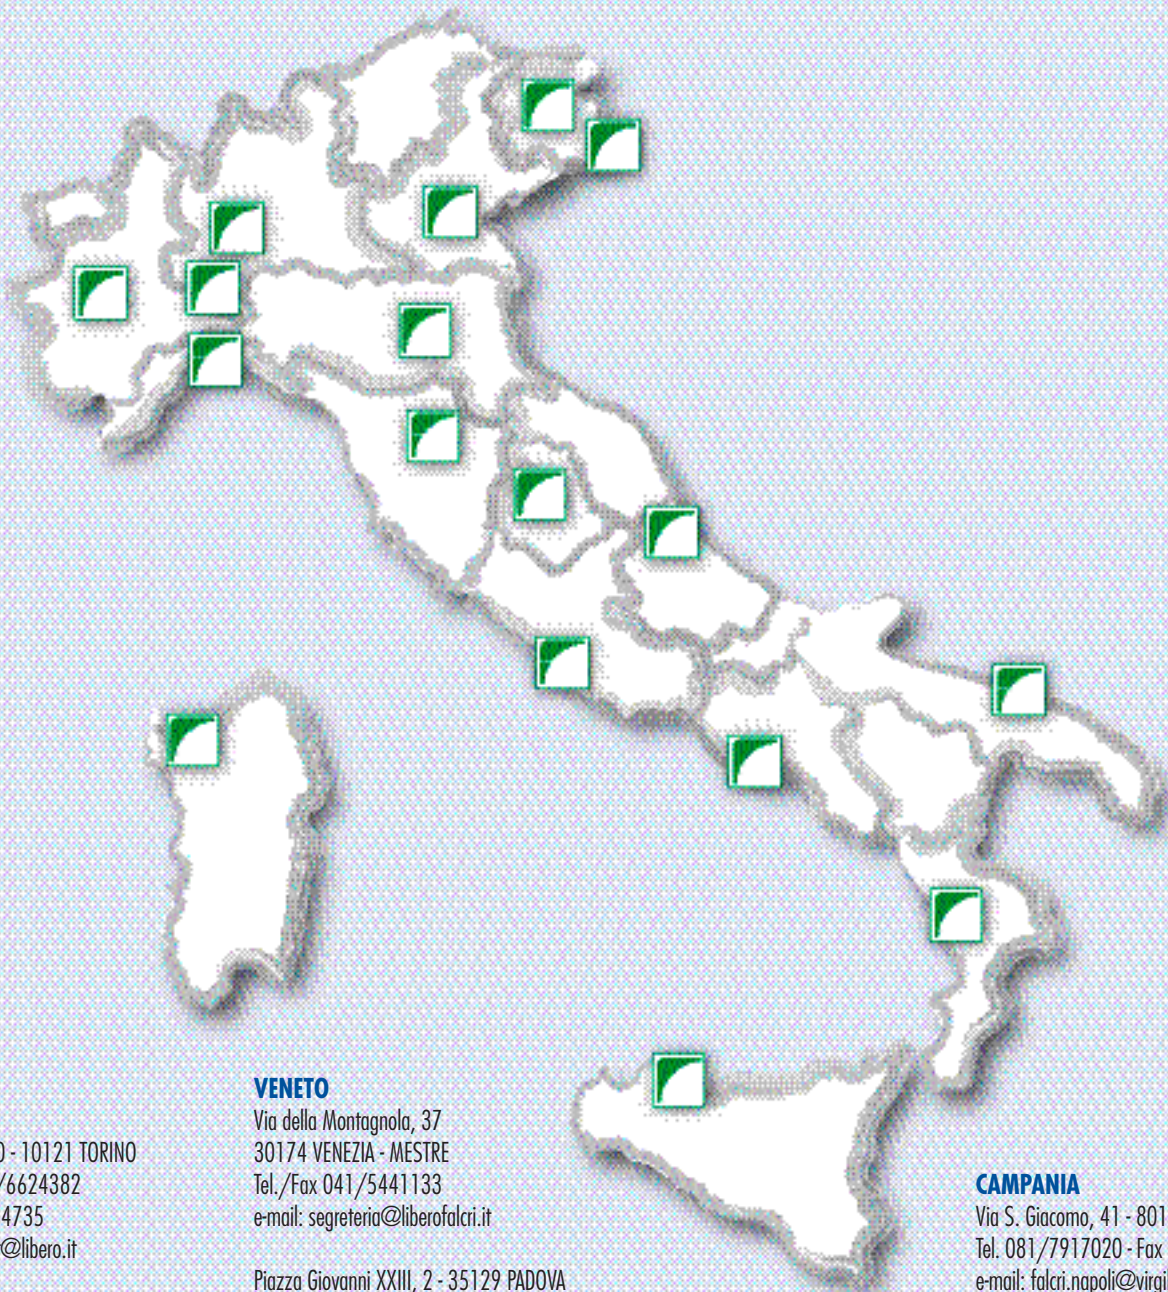 0 - 10121 TORINO
/6624382
4735
@libero.it
VENETO
Via della Montagnola, 37
30174 VENEZIA - MESTRE
Tel./Fax 041/5441133
e-mail: segreteria@liberofalcri.it
Piazza Giovanni XXIII, 2 - 35129 PADOVA
CAMPANIA
Via S. Giacomo, 41 - 801
Tel. 081/7917020 - Fax
e-mail: falcri.napoli@virgil